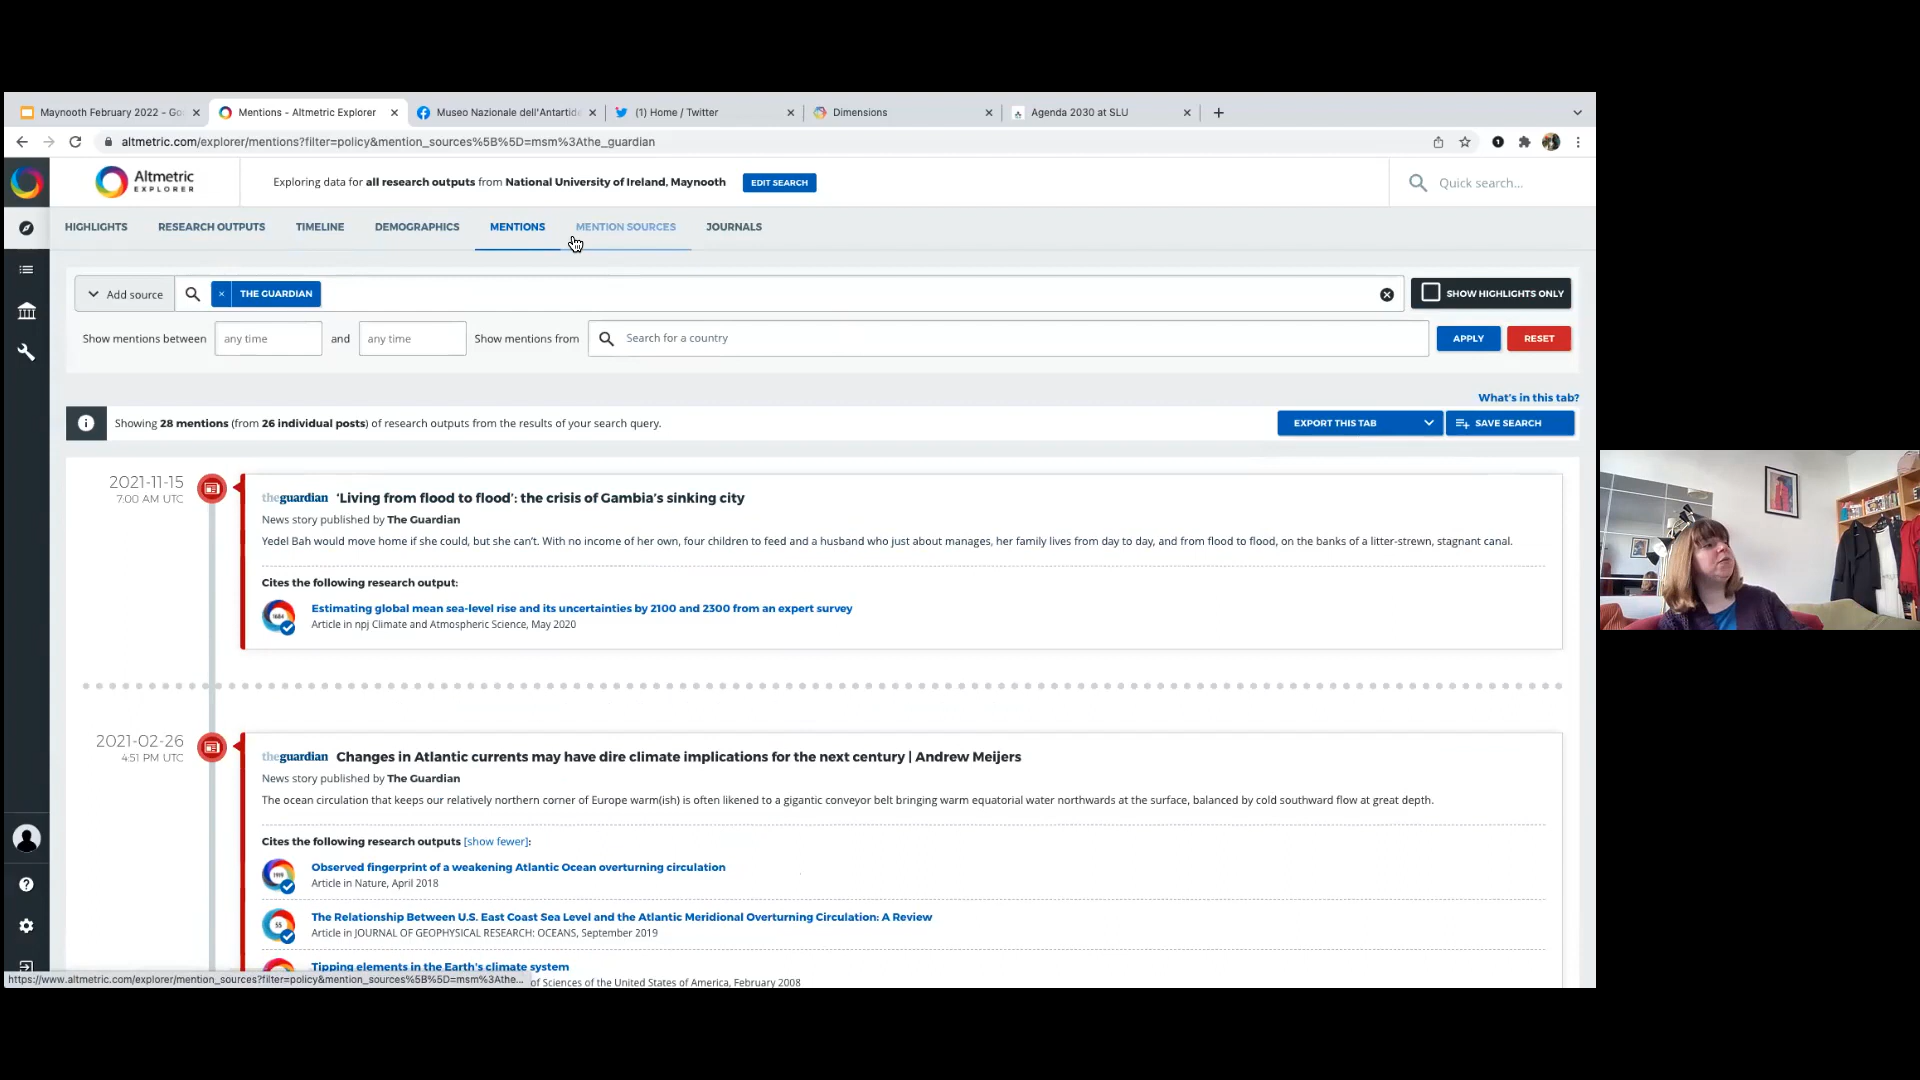 Maynooth February 2022 – Go
Mentions – Altmetric Explorer
Museo Nazionale dell'Antartide
(1) Home / Twitter
Dimensions
Agenda 2030 at SLU
altmetric.com/explorer/mentions?filter=policy&mention_sources%5B%5D=msm%3Athe_guardian
Altmetric
EXPLORER
Exploring data for all research outputs from National University of Ireland, Maynooth
EDIT SEARCH
Quick search...
HIGHLIGHTS
RESEARCH OUTPUTS
TIMELINE
DEMOGRAPHICS
MENTIONS
MENTION SOURCES
JOURNALS
Add source
THE GUARDIAN
SHOW HIGHLIGHTS ONLY
Show mentions between
any time
and
any time
Show mentions from
Search for a country
APPLY
RESET
What's in this tab?
Showing 28 mentions (from 26 individual posts) of research outputs from the results of your search query.
EXPORT THIS TAB
SAVE SEARCH
2021-11-15
7:00 AM UTC
theguardian 'Living from flood to flood': the crisis of Gambia's sinking city
News story published by The Guardian
Yedel Bah would move home if she could, but she can't. With no income of her own, four children to feed and a husband who just about manages, her family lives from day to day, and from flood to flood, on the banks of a litter-strewn, stagnant canal.
Cites the following research output:
1684
Estimating global mean sea-level rise and its uncertainties by 2100 and 2300 from an expert survey
Article in npj Climate and Atmospheric Science, May 2020
2021-02-26
4:51 PM UTC
theguardian Changes in Atlantic currents may have dire climate implications for the next century | Andrew Meijers
News story published by The Guardian
The ocean circulation that keeps our relatively northern corner of Europe warm(ish) is often likened to a gigantic conveyor belt bringing warm equatorial water northwards at the surface, balanced by cold southward flow at great depth.
Cites the following research outputs [show fewer]:
Observed fingerprint of a weakening Atlantic Ocean overturning circulation
Article in Nature, April 2018
55
The Relationship Between U.S. East Coast Sea Level and the Atlantic Meridional Overturning Circulation: A Review
Article in JOURNAL OF GEOPHYSICAL RESEARCH: OCEANS, September 2019
Tipping elements in the Earth's climate system
of Sciences of the United States of America, February 2008
https://www.altmetric.com/explorer/mention_sources?filter=policy&mention_sources%5B%5D=msm%3Athe...